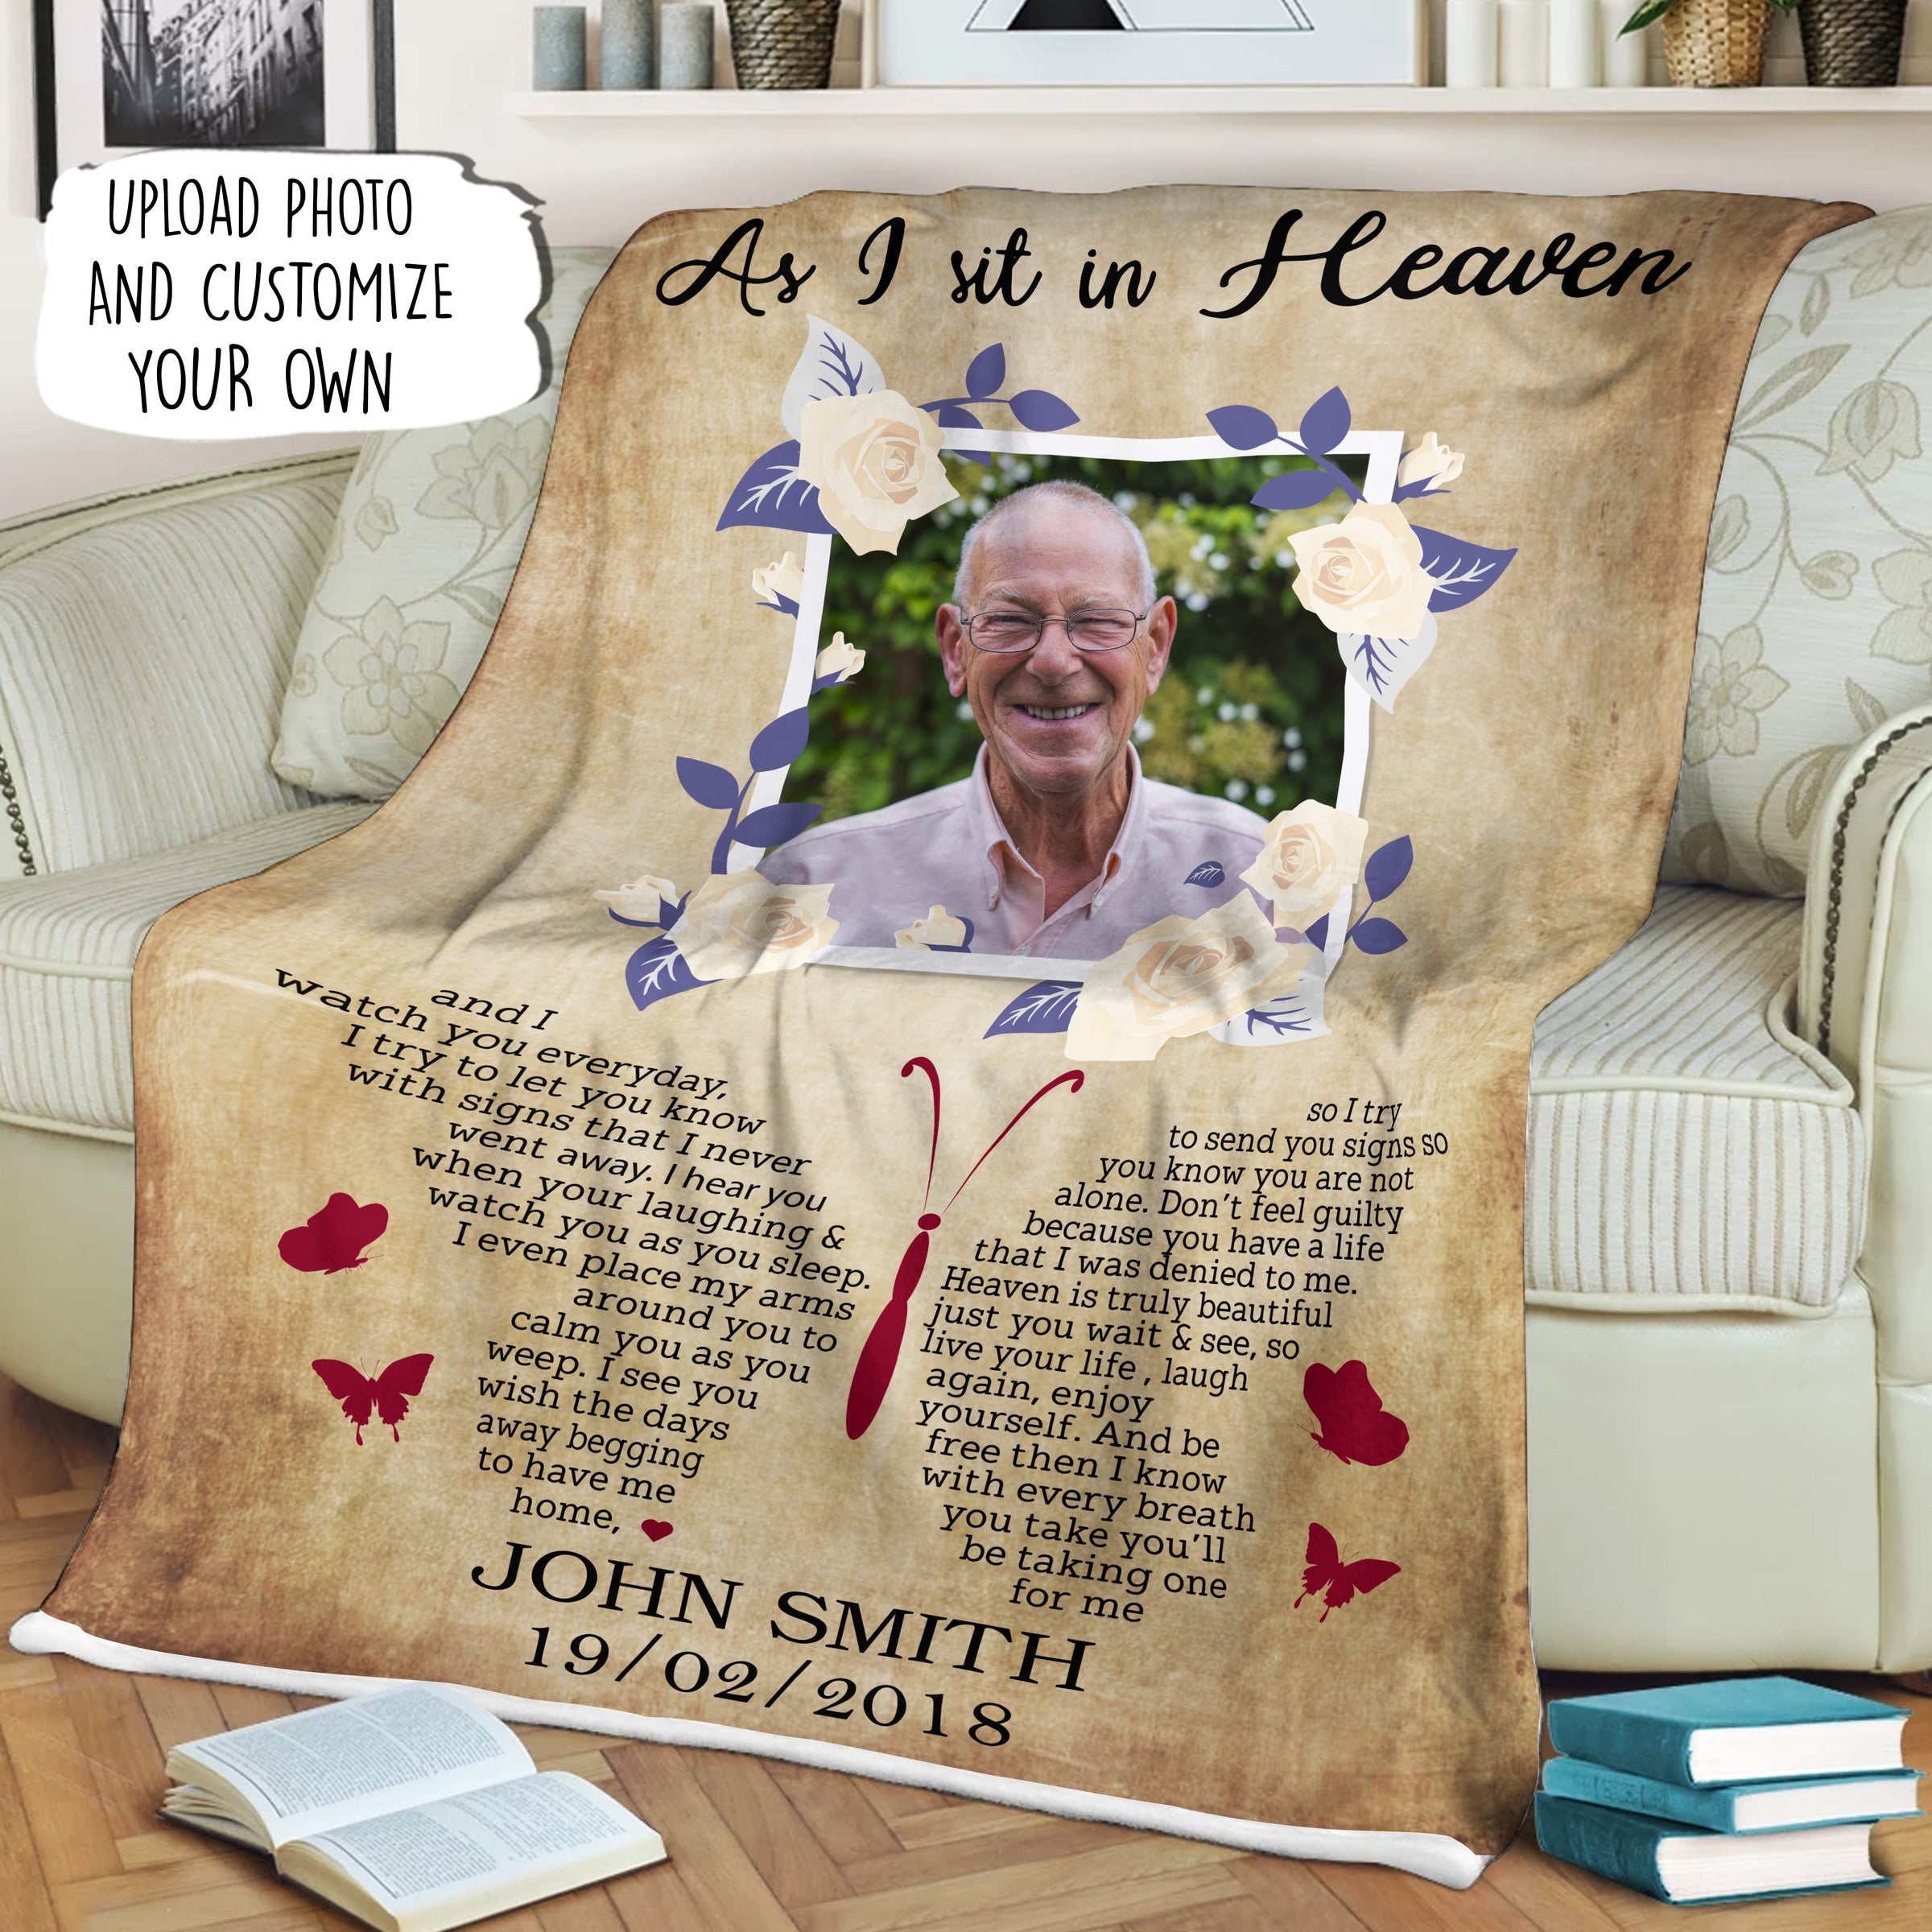 UPLOAD PHOTO
AND CUSTOMIZE
YOUR OWN
As I sit in Heaven
and I
watch you everyday,
I try to let you know
with signs that I never
went away. I hear you
when your laughing &
watch you as you sleep.
I even place my arms
around you to
calm you as you
weep. I see you
wish the days
away begging
to have me
home,
so I try
to send you signs so
you know you are not
alone. Don't feel guilty
because you have a life
that I was denied to me.
Heaven is truly beautiful
just you wait & see, so
live your life , laugh
again, enjoy
yourself. And be
free then I know
with every breath
you take you'll
be taking one
for me
JOHN SMITH
19/02/2018